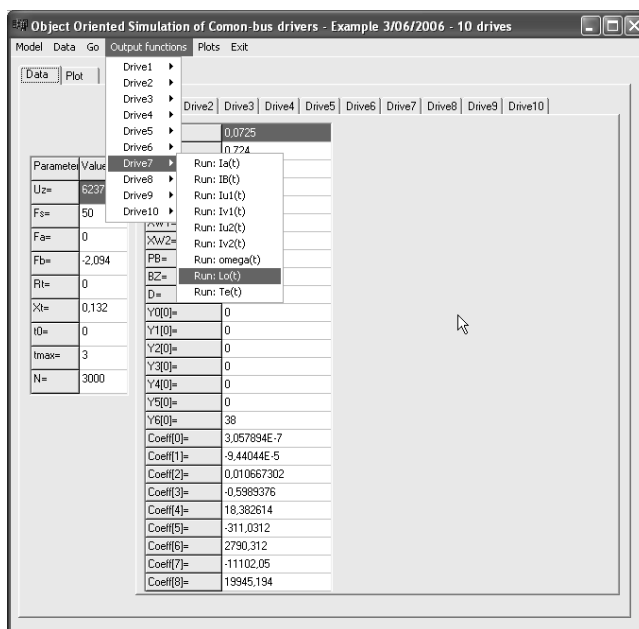 Object Oriented Simulation of Comon-bus drivers - Example 3/06/2006 - 10 drives
Model Data Go Output functions Plots Exit
Data Plot
Drive1
Drive2
Drive3
Drive4
Drive5
Drive6
Drive7
Drive8
Drive9
Drive10
Run: Ia(t)
Run: IB(t)
Run: Iu1(t)
Run: Iv1(t)
Run: Iu2(t)
Run: Iv2(t)
Run: omega(t)
Run: Lo(t)
Run: Te(t)
Drive2 Drive3 Drive4 Drive5 Drive6 Drive7 Drive8 Drive9 Drive10
Parameter Value
Uz= 6237
Fs= 50
Fa= 0
Fb= -2,094
Rt= 0
Xt= 0,132
t0= 0
tmax= 3
N= 3000
0,0725
0,724
XW2=
PB=
BZ=
D=
Y0[0]= 0
Y1[0]= 0
Y2[0]= 0
Y3[0]= 0
Y4[0]= 0
Y5[0]= 0
Y6[0]= 38
Coeff[0]= 3,057894E-7
Coeff[1]= -9,44044E-5
Coeff[2]= 0,010667302
Coeff[3]= -0,5989376
Coeff[4]= 18,382614
Coeff[5]= -311,0312
Coeff[6]= 2790,312
Coeff[7]= -11102,05
Coeff[8]= 19945,194